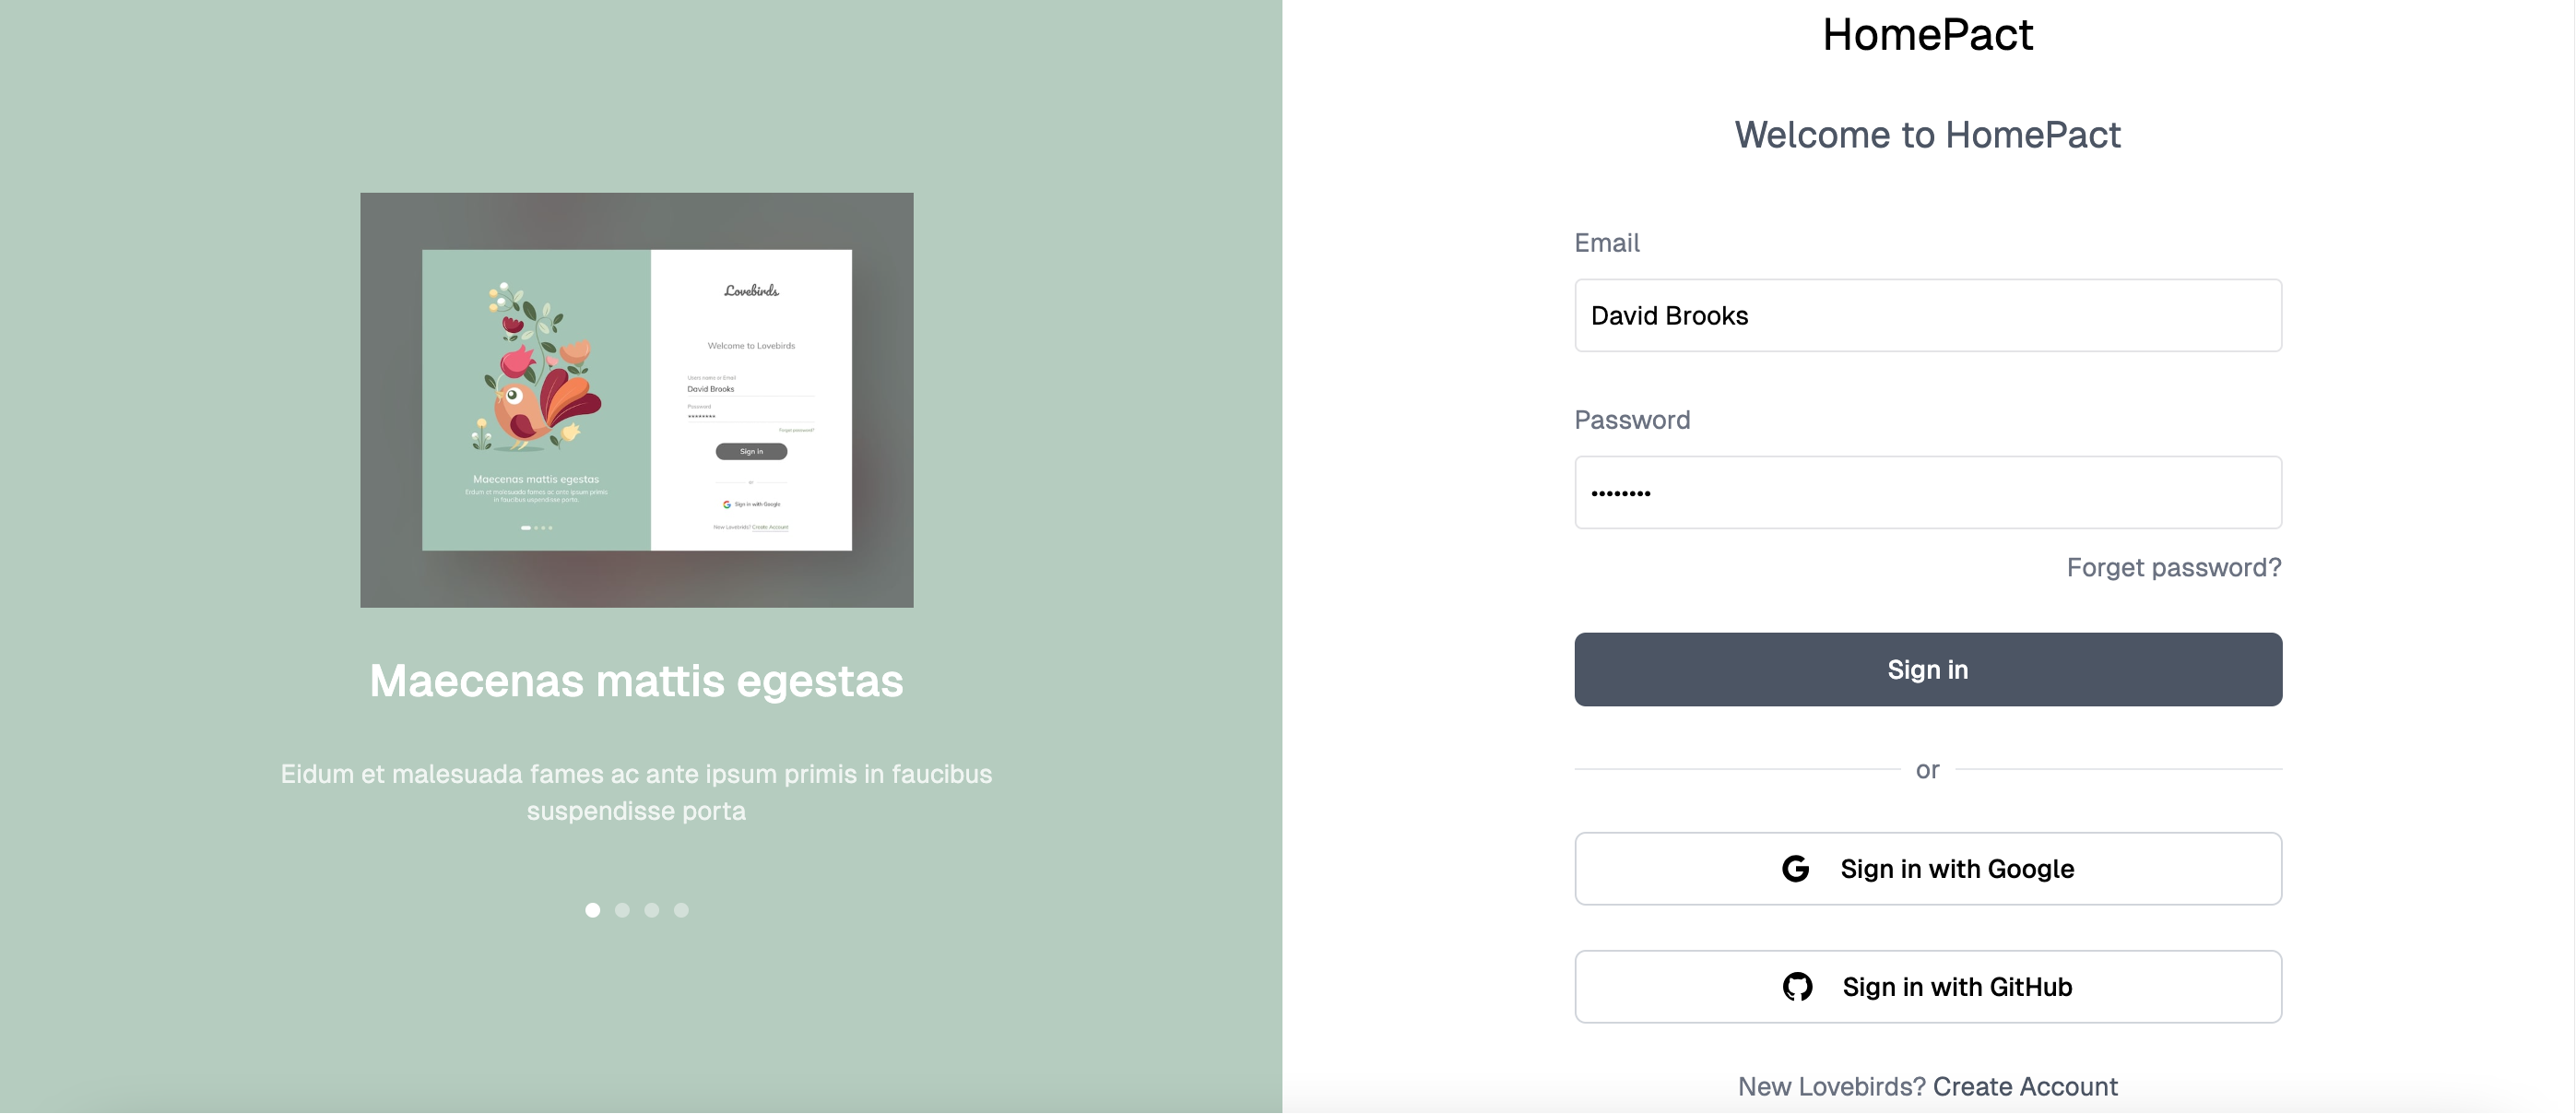 Lovebirds
Welcome to Lovebirds
Users name or Email
David Brooks
Password
********
Forgot password?
Sign in
or
Sign in with Google
New Lovebirds? Create Account
Maecenas mattis egestas
Eidum et malesuada fames ac ante ipsum primis
in faucibus suspendisse porta.
Maecenas mattis egestas
Eidum et malesuada fames ac ante ipsum primis in faucibus
suspendisse porta
HomePact
Welcome to HomePact
Email
David Brooks
Password
••••••••
Forget password?
Sign in
or
Sign in with Google
Sign in with GitHub
New Lovebirds? Create Account